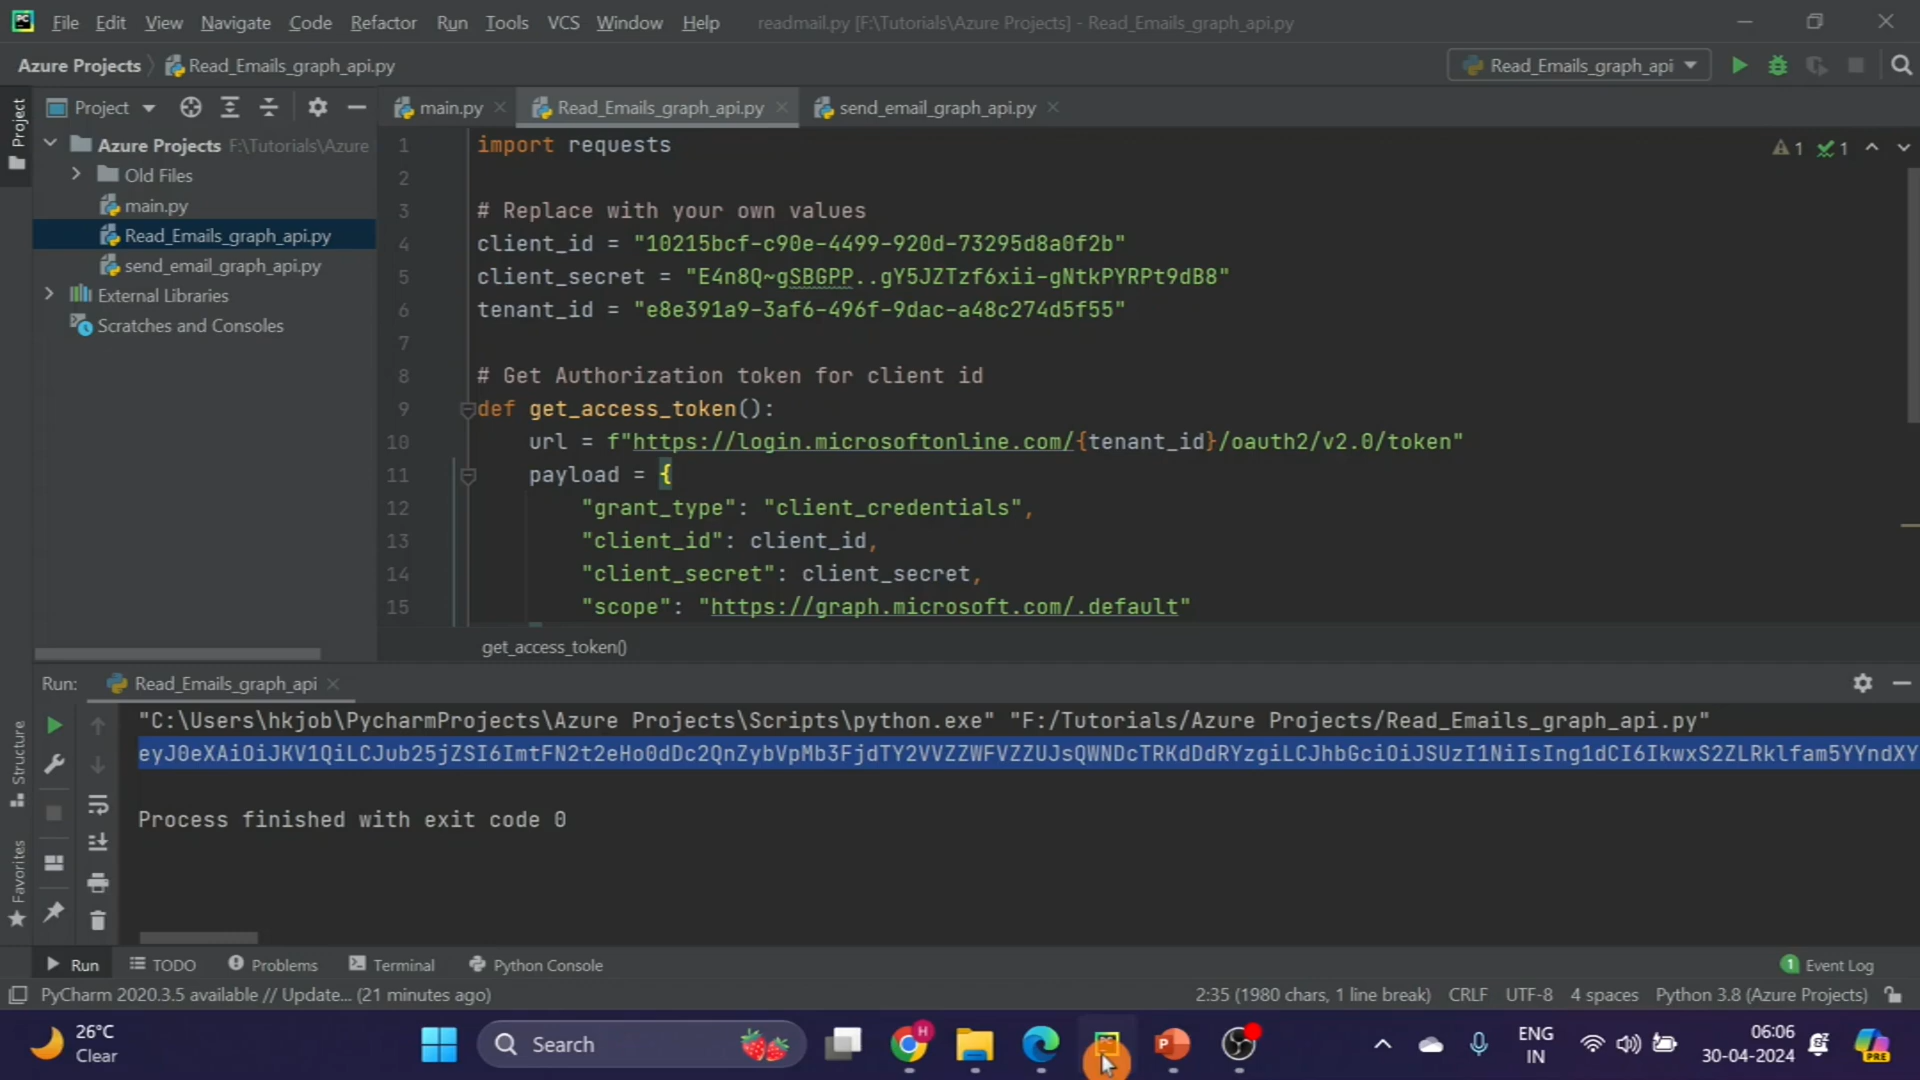 File Edit View Navigate Code Refactor Run Tools VCS Window Help readmail.py [F:\Tutorials\Azure Projects] - Read_Emails_graph_api.py
Azure Projects Read_Emails_graph_api.py Read_Emails_graph_api
Project Project main.py Read_Emails_graph_api.py send_email_graph_api.py
Azure Projects F:\Tutorials\Azure
Old Files
main.py
Read_Emails_graph_api.py
send_email_graph_api.py
External Libraries
Scratches and Consoles
1 import requests
1 1
2
3 # Replace with your own values
4 client_id = "10215bcf-c90e-4499-920d-73295d8a0f2b"
5 client_secret = "E4n8Q~gSBGPP..gY5JZTzf6xii-gNtkPYRPt9dB8"
6 tenant_id = "e8e391a9-3af6-496f-9dac-a48c274d5f55"
7
8 # Get Authorization token for client id
9 def get_access_token():
10 url = f"https://login.microsoftonline.com/{tenant_id}/oauth2/v2.0/token"
11 payload = {
12 "grant_type": "client_credentials",
13 "client_id": client_id,
14 "client_secret": client_secret,
15 "scope": "https://graph.microsoft.com/.default"
get_access_token()
Run: Read_Emails_graph_api
"C:\Users\hkjob\PycharmProjects\Azure Projects\Scripts\python.exe" "F:/Tutorials/Azure Projects/Read_Emails_graph_api.py"
eyJ0eXAiOiJKV1QiLCJub25jZSI6ImtFN2t2eHo0dDc2QnZybVpMb3FjdTY2VVZZWFVZZUJsQWNDcTRKdDdRYzgiLCJhbGciOiJSUzI1NiIsIng1dCI6IkwxS2ZLRklfam5YYndXY
Process finished with exit code 0
Structure
Favorites
Run TODO Problems Terminal Python Console 1 Event Log
PyCharm 2020.3.5 available // Update... (21 minutes ago) 2:35 (1980 chars, 1 line break) CRLF UTF-8 4 spaces Python 3.8 (Azure Projects)
26°C
Clear
Search
H
PC
P
ENG
IN
06:06
30-04-2024
PRE